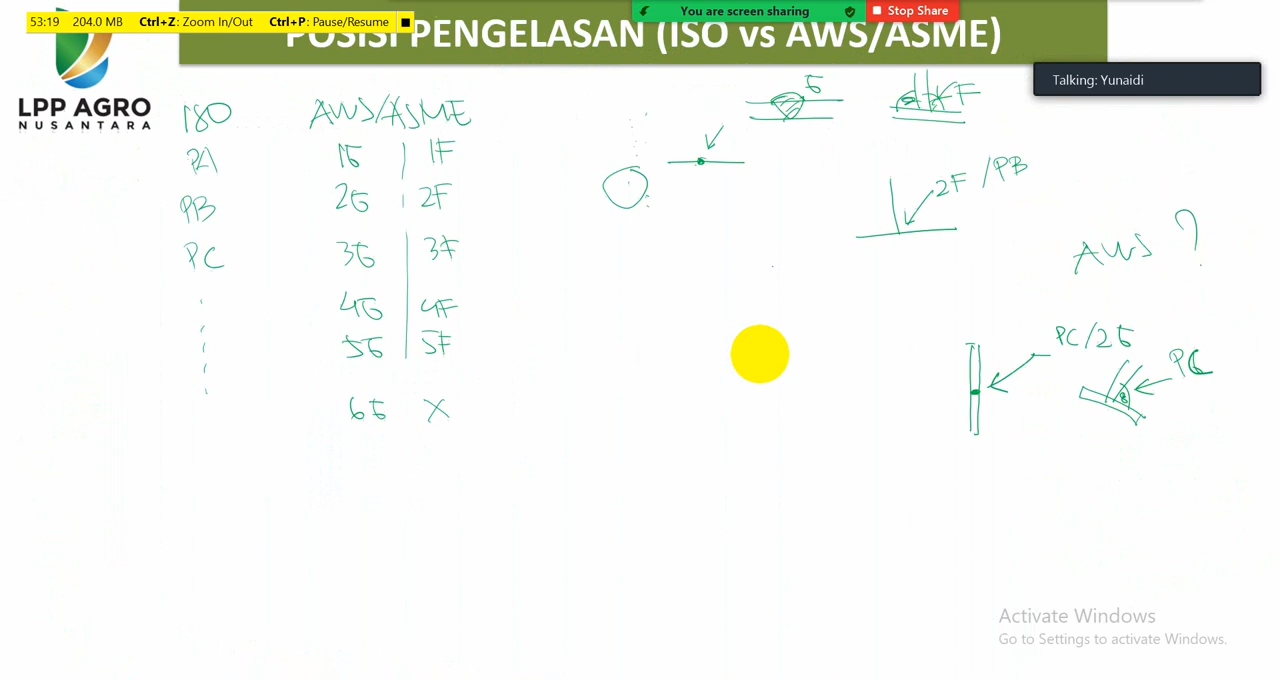 53:19 204.0 MB Ctrl+Z: Zoom In/Out Ctrl+P: Pause/Resume
You are screen sharing Stop Share
POSISI PENGELASAN (ISO vs AWS/ASME)
Talking: Yunaidi
LPP AGRO
NUSANTARA
ISO AWS/ASME
PA 1G 1F
PB 2G 2F
PC 3G 3F
4G 4F
5G 5F
6G X
G
F
2F /PB
AWS ?
PC/2G
PC
Activate Windows
Go to Settings to activate Windows.